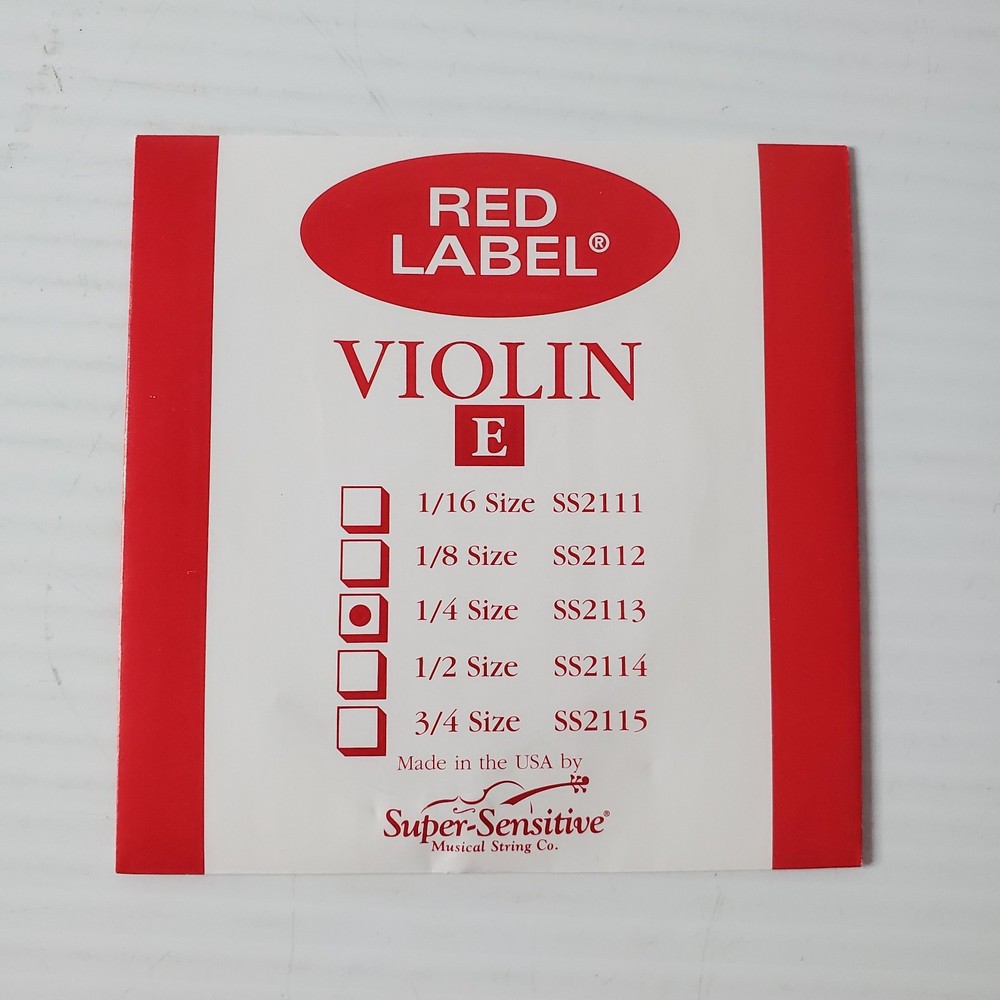 RED
LABEL®
VIOLIN
E
1/16 Size SS2111
1/8 Size SS2112
1/4 Size SS2113
1/2 Size SS2114
3/4 Size SS2115
Made in the USA by
Super-Sensitive®
Musical String Co.